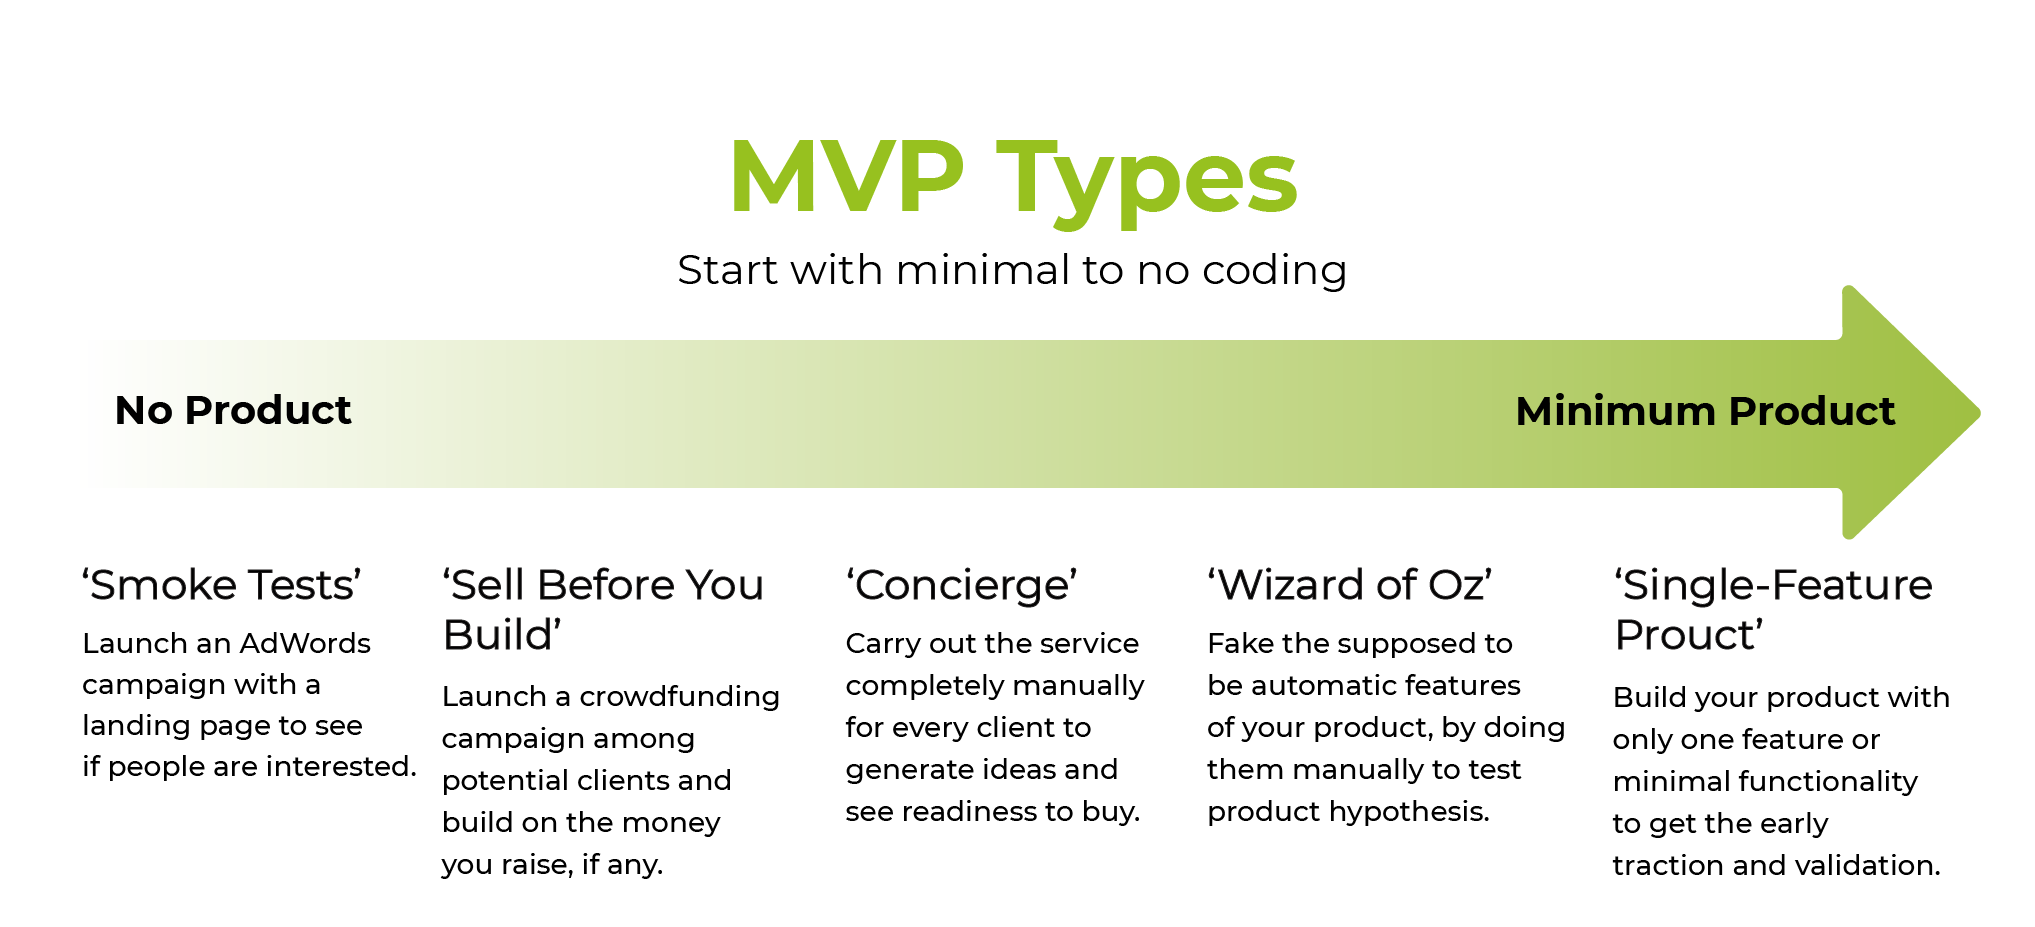 MVP Types
Start with minimal to no coding
No Product
Minimum Product
‘Smoke Tests’
Launch an AdWords
campaign with a
landing page to see
if people are interested.
‘Sell Before You
Build’
Launch a crowdfunding
campaign among
potential clients and
build on the money
you raise, if any.
‘Concierge’
Carry out the service
completely manually
for every client to
generate ideas and
see readiness to buy.
‘Wizard of Oz’
Fake the supposed to
be automatic features
of your product, by doing
them manually to test
product hypothesis.
‘Single-Feature
Prouct’
Build your product with
only one feature or
minimal functionality
to get the early
traction and validation.